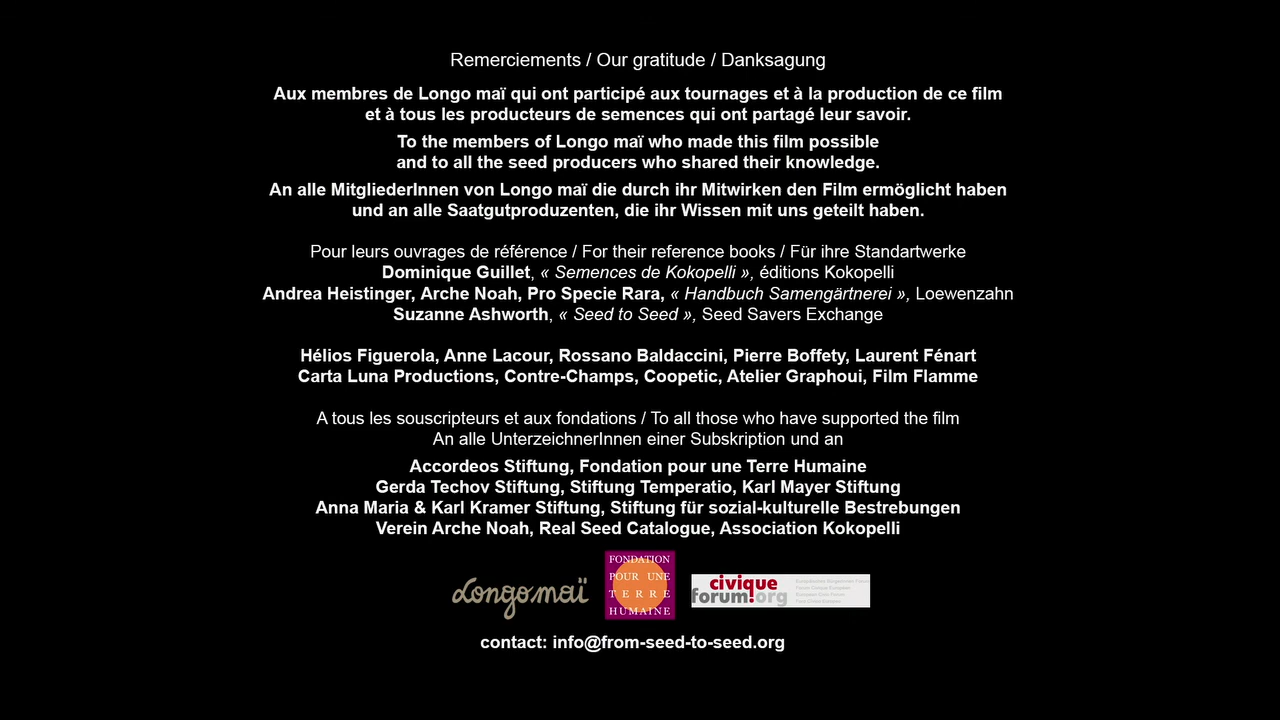 Remerciements / Our gratitude / Danksagung
Aux membres de Longo maï qui ont participé aux tournages et à la production de ce film
et à tous les producteurs de semences qui ont partagé leur savoir.
To the members of Longo maï who made this film possible
and to all the seed producers who shared their knowledge.
An alle MitgliederInnen von Longo maï die durch ihr Mitwirken den Film ermöglicht haben
und an alle Saatgutproduzenten, die ihr Wissen mit uns geteilt haben.
Pour leurs ouvrages de référence / For their reference books / Für ihre Standartwerke
Dominique Guillet, « Semences de Kokopelli », éditions Kokopelli
Andrea Heistinger, Arche Noah, Pro Specie Rara, « Handbuch Samengärtnerei », Loewenzahn
Suzanne Ashworth, « Seed to Seed », Seed Savers Exchange
Hélios Figuerola, Anne Lacour, Rossano Baldaccini, Pierre Boffety, Laurent Fénart
Carta Luna Productions, Contre-Champs, Coopetic, Atelier Graphoui, Film Flamme
A tous les souscripteurs et aux fondations / To all those who have supported the film
An alle UnterzeichnerInnen einer Subskription und an
Accordeos Stiftung, Fondation pour une Terre Humaine
Gerda Techov Stiftung, Stiftung Temperatio, Karl Mayer Stiftung
Anna Maria & Karl Kramer Stiftung, Stiftung für sozial-kulturelle Bestrebungen
Verein Arche Noah, Real Seed Catalogue, Association Kokopelli
Longo maï
FONDATION
POUR UNE
TERRE
HUMAINE
civique
forum!org
contact: info@from-seed-to-seed.org